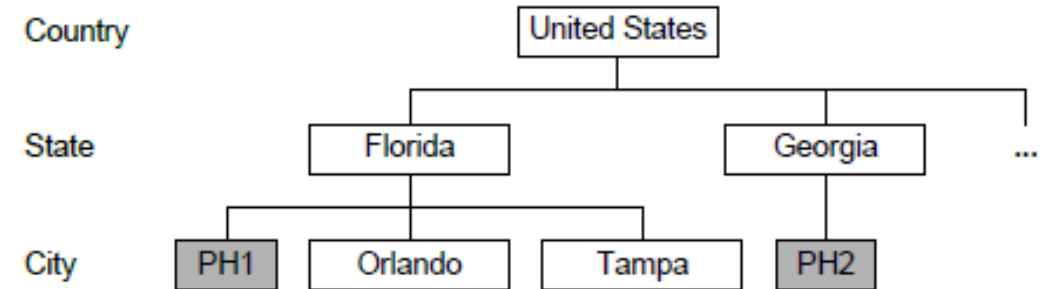 Country United States
State Florida Georgia ...
City PH1 Orlando Tampa PH2